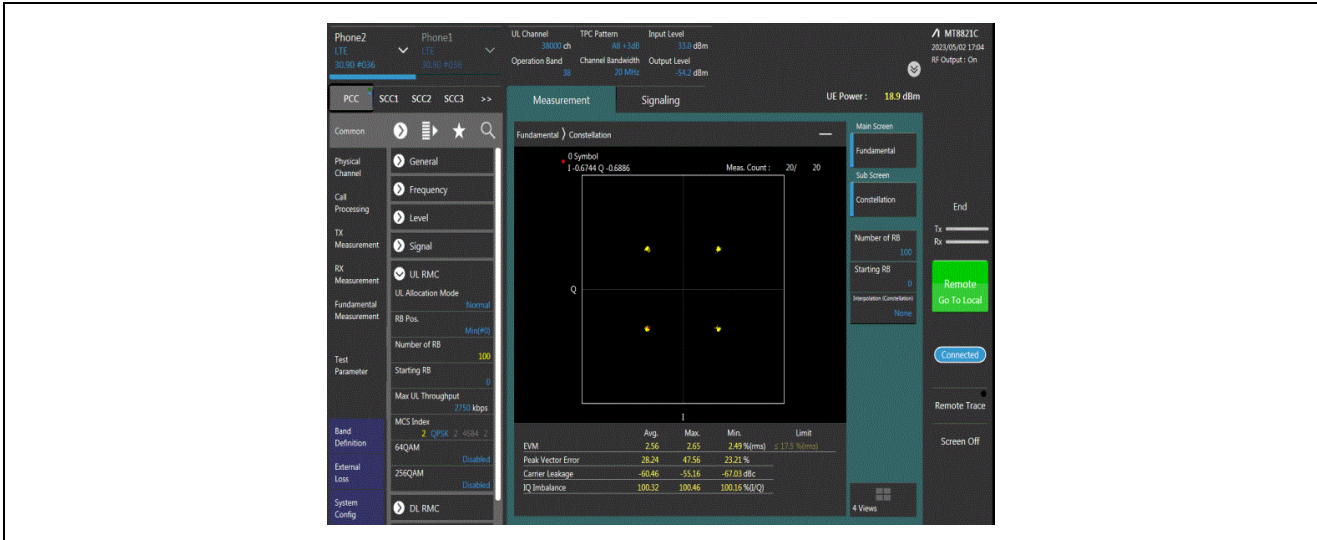 Phone2
LTE
30.90 #036
Phone1
LTE
30.90 #036
UL Channel
38000 ch
TPC Pattern
All +3dB
Input Level
33.0 dBm
Operation Band
38
Channel Bandwidth
20 MHz
Output Level
-54.2 dBm
MT8821C
2023/05/02 17:04
RF Output : On
PCC SCC1 SCC2 SCC3 >>
Measurement
Signaling
UE Power : 18.9 dBm
Common
Physical
Channel
Call
Processing
TX
Measurement
RX
Measurement
Fundamental
Measurement
Test
Parameter
Band
Definition
External
Loss
System
Config
General
Frequency
Level
Signal
UL RMC
UL Allocation Mode
Normal
RB Pos.
Min(#0)
Number of RB
100
Starting RB
0
Max UL Throughput
2750 kbps
MCS Index
2 QPSK 2 4584 2
64QAM
Disabled
256QAM
Disabled
DL RMC
Fundamental 〉 Constellation
0 Symbol
I -0.6744 Q -0.6886
Meas. Count : 20/ 20
Q
I
Avg. Max. Min. Limit
EVM 2.56 2.65 2.49 %(rms) ≤ 17.5 %(rms)
Peak Vector Error 28.24 47.56 23.21 %
Carrier Leakage -60.46 -55.16 -67.03 dBc
IQ Imbalance 100.32 100.46 100.16 %(I/Q)
Main Screen
Fundamental
Sub Screen
Constellation
Number of RB
100
Starting RB
0
Interpolation (Constellation)
None
4 Views
End
Tx
Rx
Remote
Go To Local
Connected
Remote Trace
Screen Off